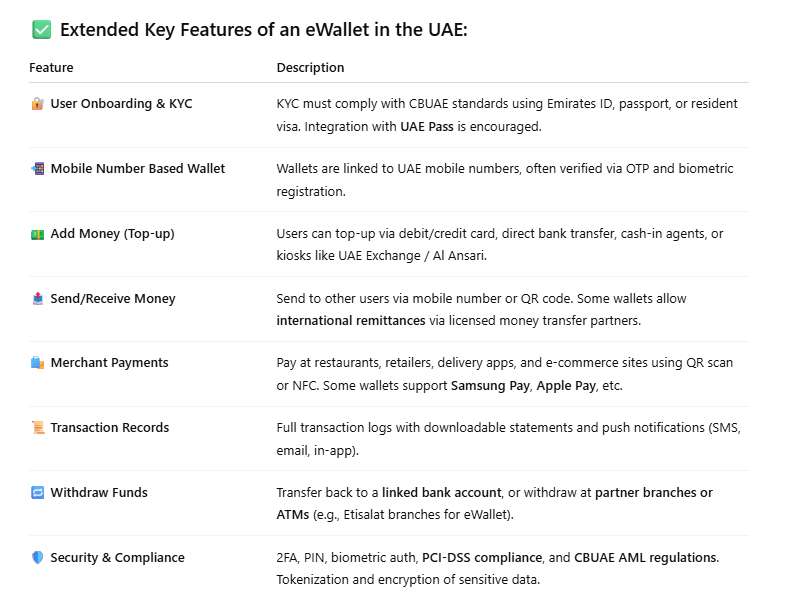 ✅ Extended Key Features of an eWallet in the UAE:
Feature Description
🔐 User Onboarding & KYC KYC must comply with CBUAE standards using Emirates ID, passport, or resident
visa. Integration with UAE Pass is encouraged.
📲 Mobile Number Based Wallet Wallets are linked to UAE mobile numbers, often verified via OTP and biometric
registration.
💵 Add Money (Top-up) Users can top-up via debit/credit card, direct bank transfer, cash-in agents, or
kiosks like UAE Exchange / Al Ansari.
📤 Send/Receive Money Send to other users via mobile number or QR code. Some wallets allow
international remittances via licensed money transfer partners.
🛍️ Merchant Payments Pay at restaurants, retailers, delivery apps, and e-commerce sites using QR scan
or NFC. Some wallets support Samsung Pay, Apple Pay, etc.
📜 Transaction Records Full transaction logs with downloadable statements and push notifications (SMS,
email, in-app).
🔁 Withdraw Funds Transfer back to a linked bank account, or withdraw at partner branches or
ATMs (e.g., Etisalat branches for eWallet).
🛡️ Security & Compliance 2FA, PIN, biometric auth, PCI-DSS compliance, and CBUAE AML regulations.
Tokenization and encryption of sensitive data.